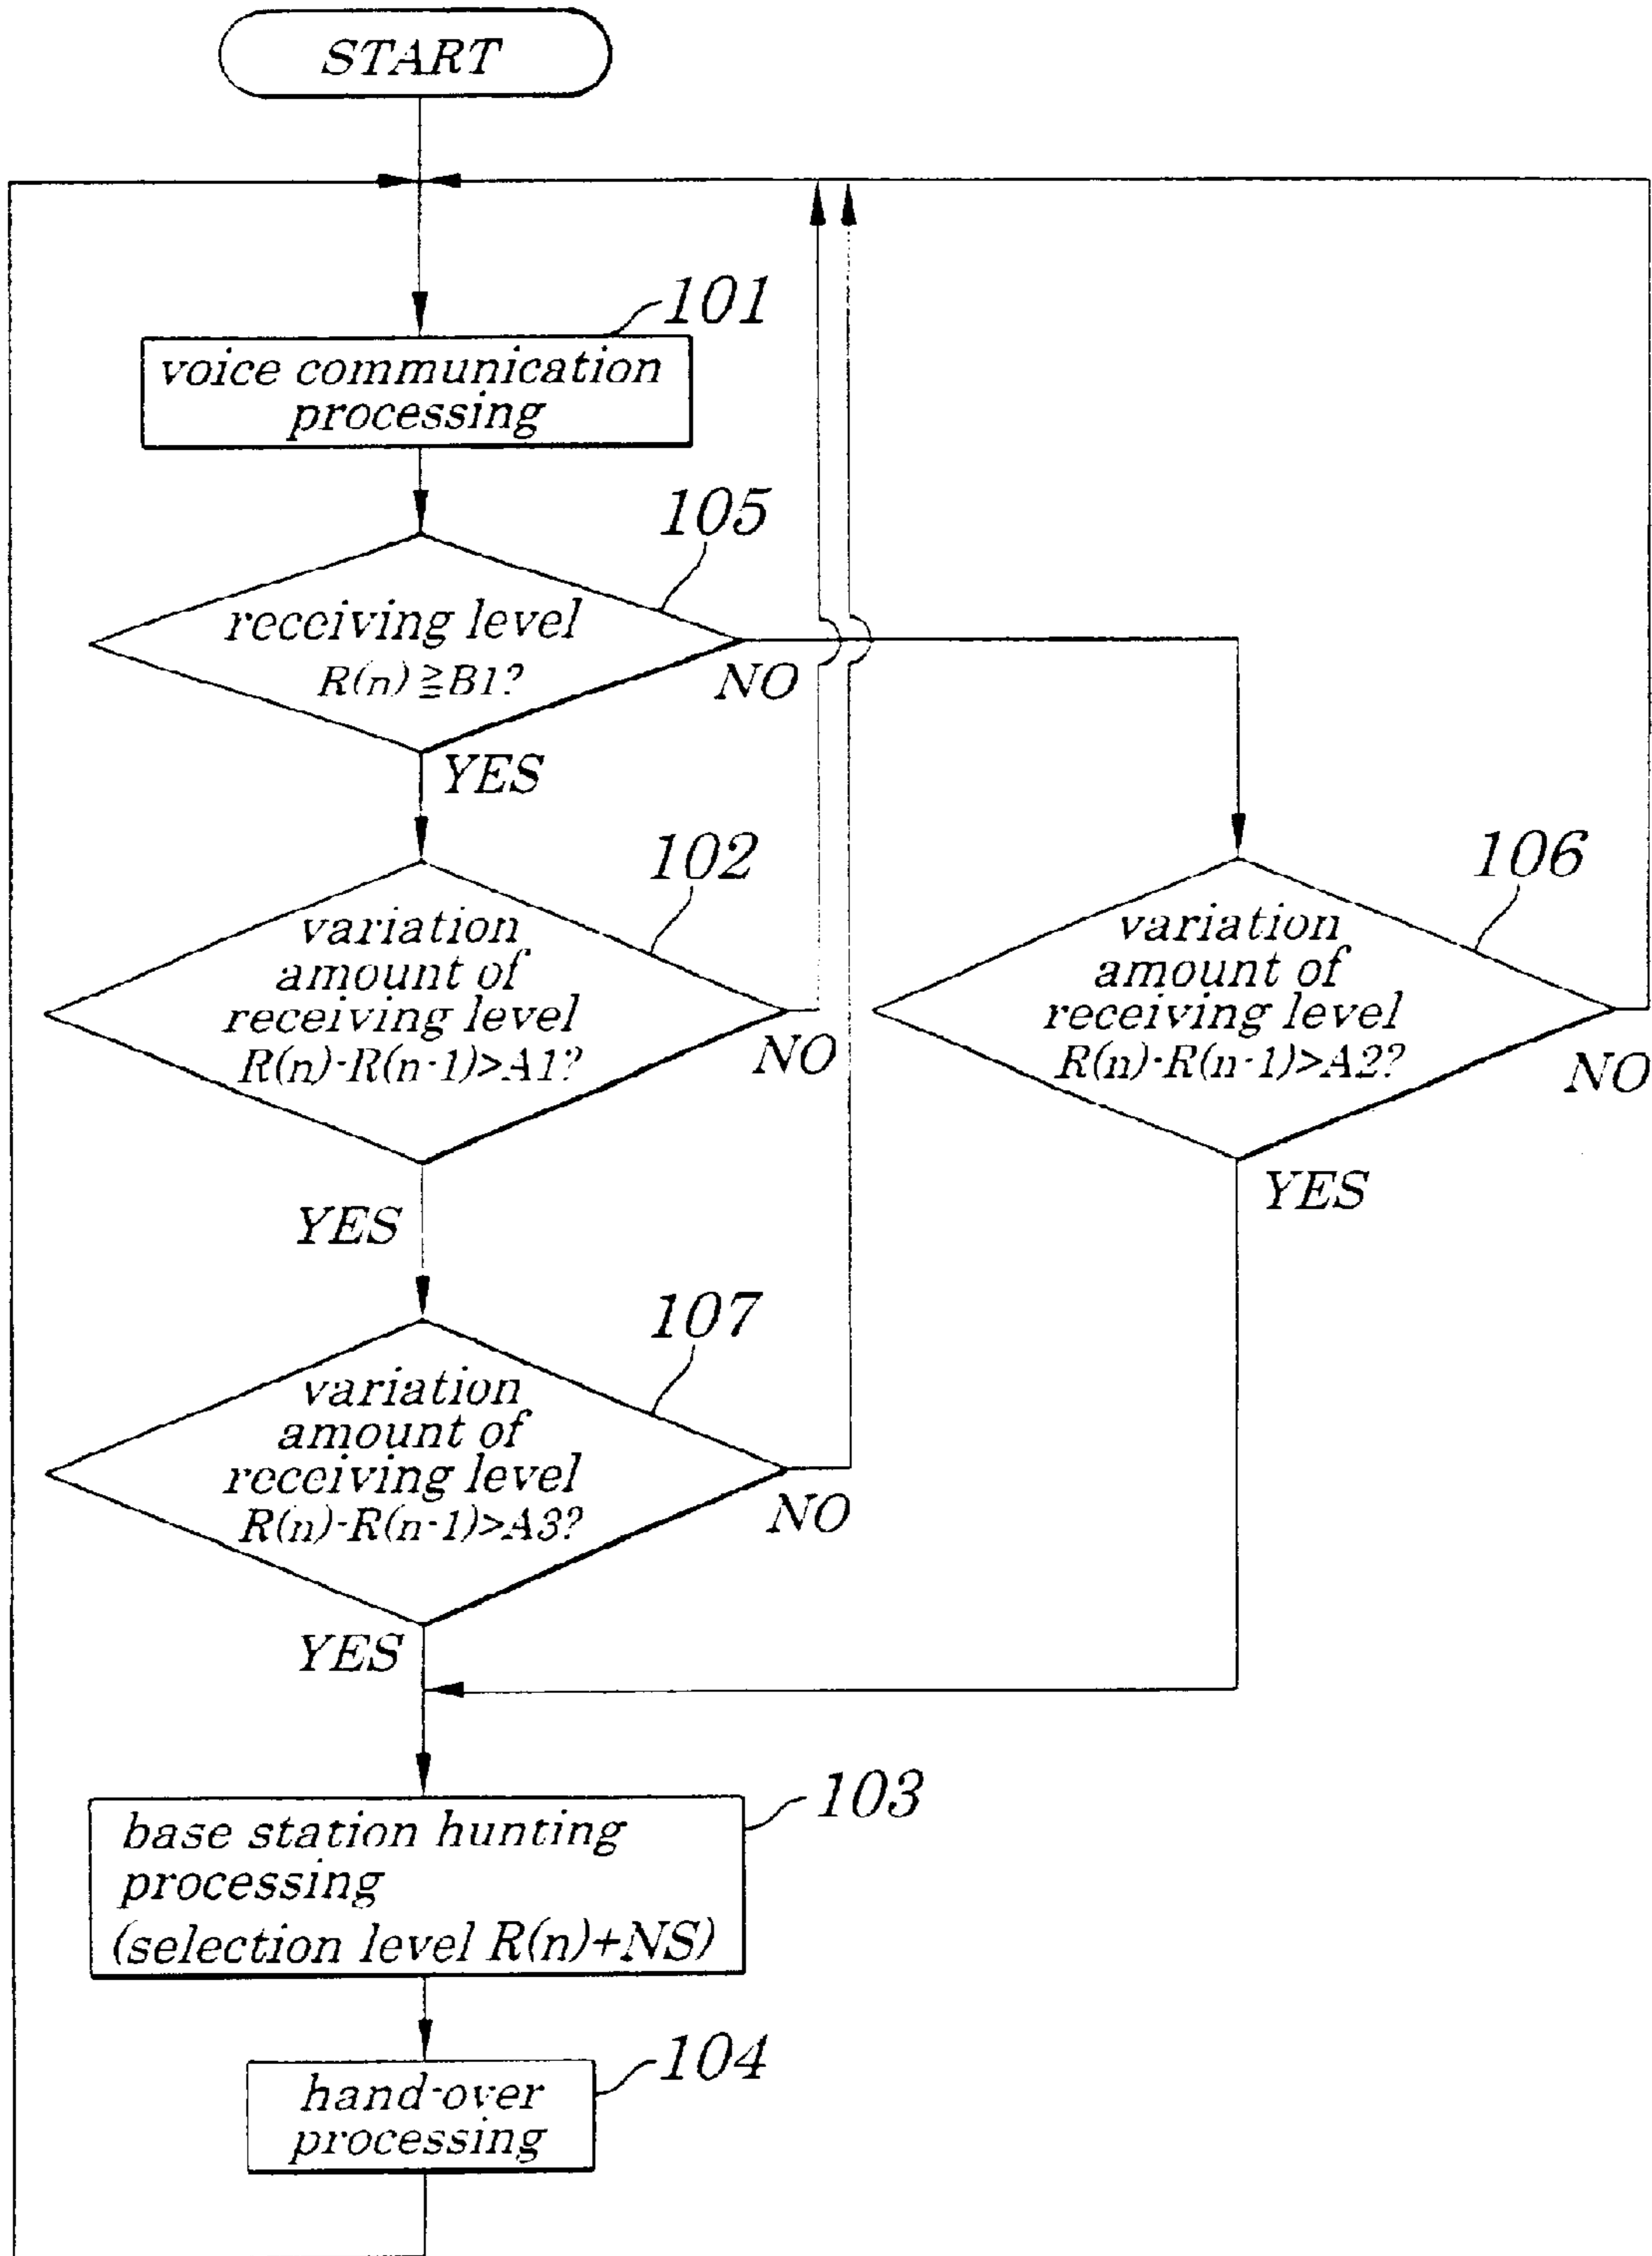 START
101
voice communication
processing
105
receiving level
R(n)≧B1?
NO
YES
102
variation
amount of
receiving level
R(n)-R(n-1)>A1?
NO
YES
106
variation
amount of
receiving level
R(n)-R(n-1)>A2?
NO
YES
107
variation
amount of
receiving level
R(n)-R(n-1)>A3?
NO
YES
103
base station hunting
processing
(selection level R(n)+NS)
104
hand-over
processing